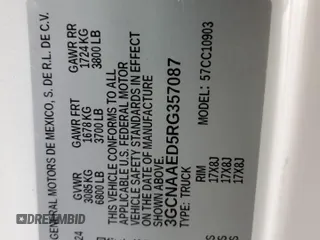 GENERAL MOTORS DE MEXICO, S. DE R.L. DE C.V.
GVWR GAWR FRT GAWR RR
24 3085 KG 1678 KG 1724 KG
6800 LB 3700 LB 3800 LB
THIS VEHICLE CONFORMS TO ALL
APPLICABLE U.S. FEDERAL MOTOR
VEHICLE SAFETY STANDARDS IN EFFECT
ON THE DATE OF MANUFACTURE
SHOWN ABOVE.
3GCNAAED5RG357087
TYPE: TRUCK MODEL: 57CC10903
RIM
17X8J
17X8J
17X8J
DREAMBID